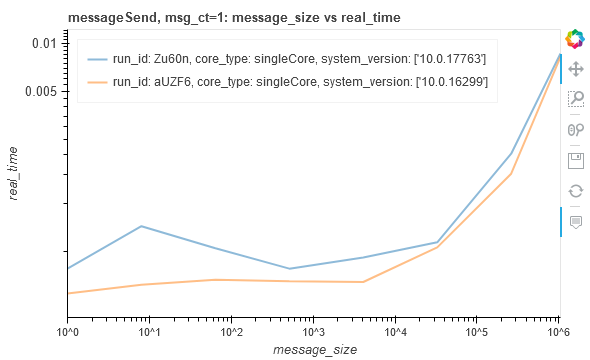 messageSend, msg_ct=1: message_size vs real_time
run_id: Zu60n, core_type: singleCore, system_version: ['10.0.17763']
run_id: aUZF6, core_type: singleCore, system_version: ['10.0.16299']
0.01
0.005
real_time
10^0 10^1 10^2 10^3 10^4 10^5 10^6
message_size